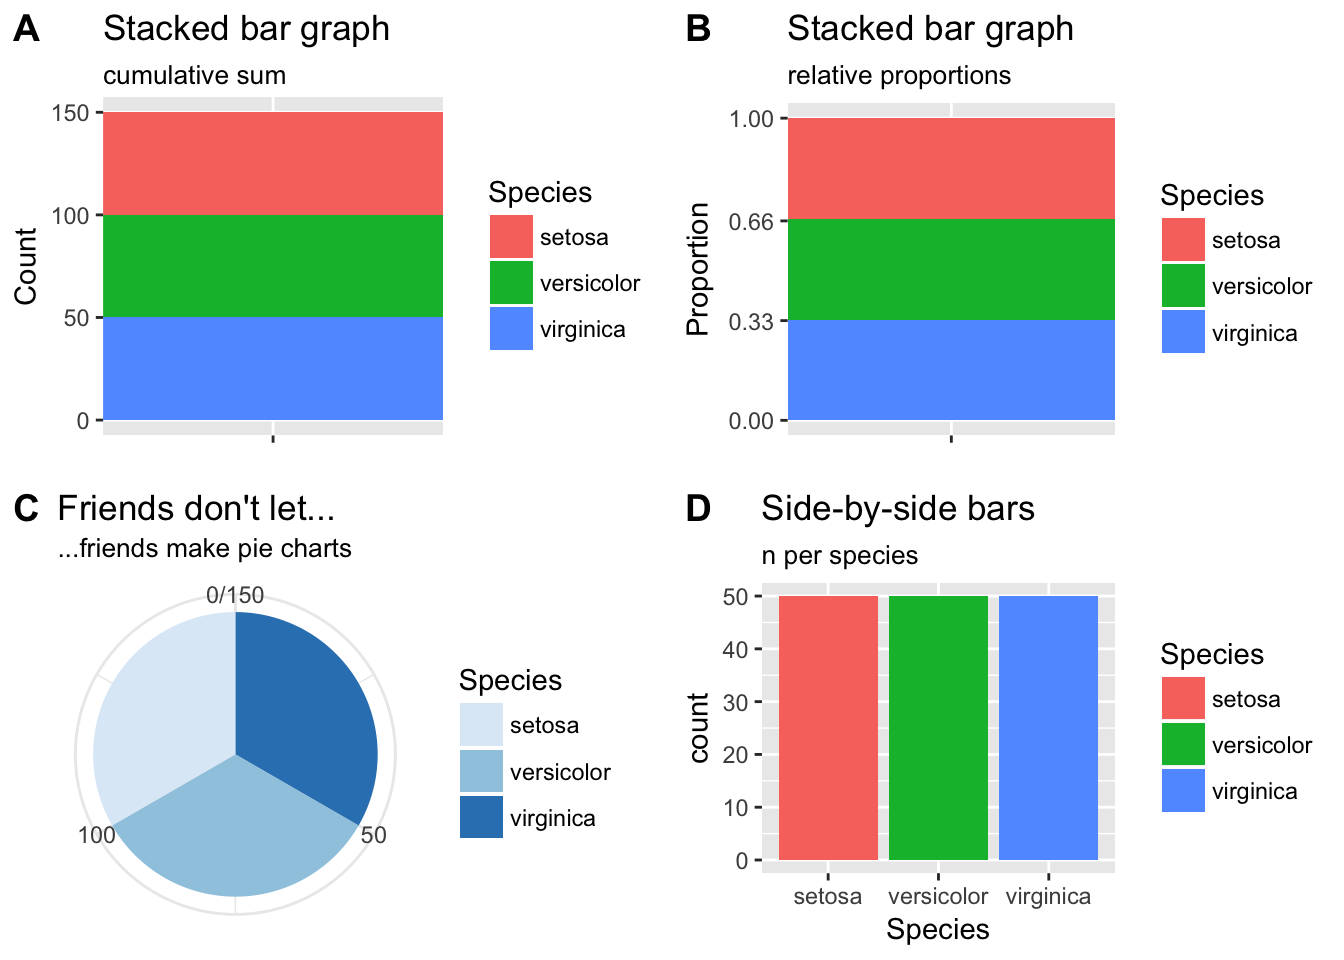 A Stacked bar graph
cumulative sum
150
100
50
0
Count
Species
setosa
versicolor
virginica
B Stacked bar graph
relative proportions
1.00
0.66
0.33
0.00
Proportion
Species
setosa
versicolor
virginica
C Friends don't let...
...friends make pie charts
0/150
100
50
Species
setosa
versicolor
virginica
D Side-by-side bars
n per species
50
40
30
20
10
0
count
setosa versicolor virginica
Species
Species
setosa
versicolor
virginica